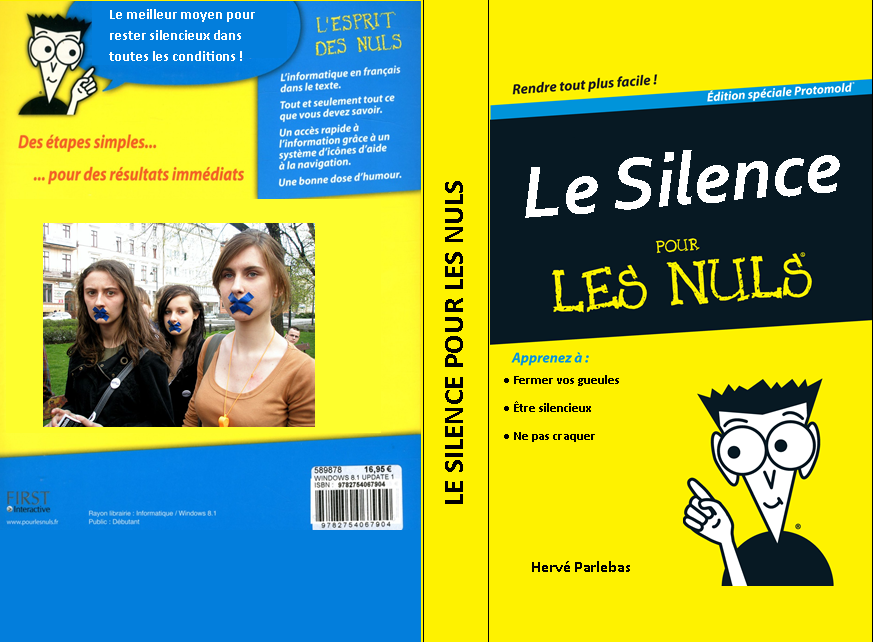 Le meilleur moyen pour
rester silencieux dans
toutes les conditions !
L'ESPRIT
DES NULS
L'informatique en français
dans le texte.
Tout et seulement tout ce
que vous devez savoir.
Un accès rapide à
l'information grâce à un
système d'icônes d'aide
à la navigation.
Une bonne dose d'humour.
Des étapes simples...
... pour des résultats immédiats
589878 16,95 €
WINDOWS 8.1 UPDATE 1
ISBN : 9782754067904
9782754067904
FIRST
Interactive
www.pourlesnuls.fr
Rayon librairie : Informatique / Windows 8.1
Public : Débutant
LE SILENCE POUR LES NULS
Rendre tout plus facile !
Édition spéciale Protomold
Le Silence
POUR
LES NULS®
Apprenez à :
• Fermer vos gueules
• Être silencieux
• Ne pas craquer
®
Hervé Parlebas